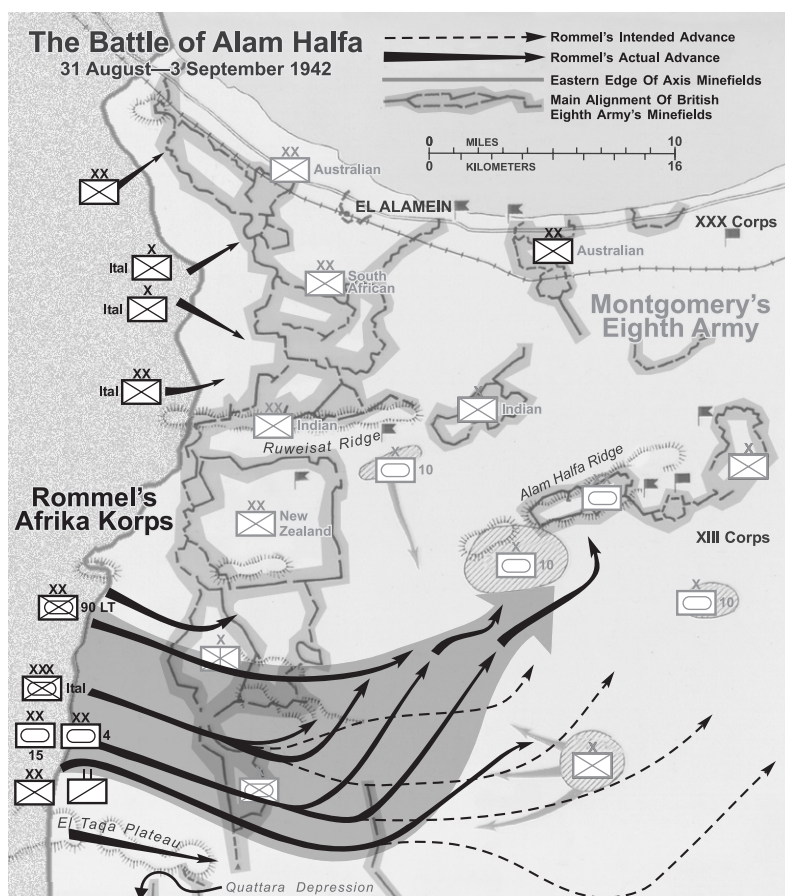 The Battle of Alam Halfa
31 August—3 September 1942
Rommel's Intended Advance
Rommel's Actual Advance
Eastern Edge Of Axis Minefields
Main Alignment Of British
Eighth Army's Minefields
0 MILES 10
0 KILOMETERS 16
XX
XX
Australian
EL ALAMEIN
XXX Corps
XX
Australian
X
Ital
X
Ital
XX
South
African
Montgomery's
Eighth Army
XX
Ital
XX
Indian
X
Indian
Ruweisat Ridge
X
10
Alam Halfa Ridge
X
X
Rommel's
Afrika Korps
XX
New
Zealand
XIII Corps
X
10
X
10
XX
90 LT
X
XXX
Ital
XX
15
XX
4
X
XX
II
El Taqa Plateau
Quattara Depression